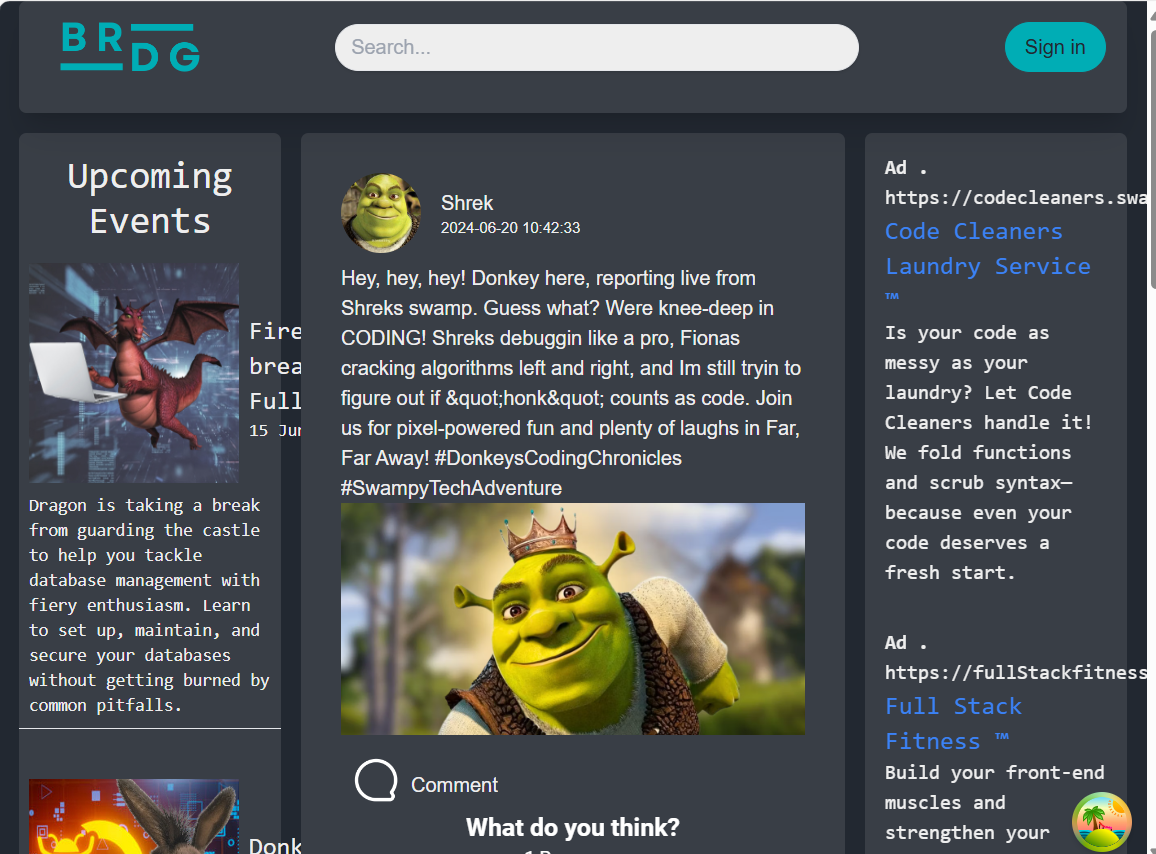 BR
DG
Search...
Sign in
Upcoming
Events
Fire
brea
Full
15 Jun
Dragon is taking a break
from guarding the castle
to help you tackle
database management with
fiery enthusiasm. Learn
to set up, maintain, and
secure your databases
without getting burned by
common pitfalls.
Donk
Shrek
2024-06-20 10:42:33
Hey, hey, hey! Donkey here, reporting live from
Shreks swamp. Guess what? Were knee-deep in
CODING! Shreks debuggin like a pro, Fionas
cracking algorithms left and right, and Im still tryin to
figure out if &quot;honk&quot; counts as code. Join
us for pixel-powered fun and plenty of laughs in Far,
Far Away! #DonkeysCodingChronicles
#SwampyTechAdventure
Comment
What do you think?
Ad .
https://codecleaners.swa
Code Cleaners
Laundry Service
™
Is your code as
messy as your
laundry? Let Code
Cleaners handle it!
We fold functions
and scrub syntax—
because even your
code deserves a
fresh start.
Ad .
https://fullStackfitness
Full Stack
Fitness ™
Build your front-end
muscles and
strengthen your